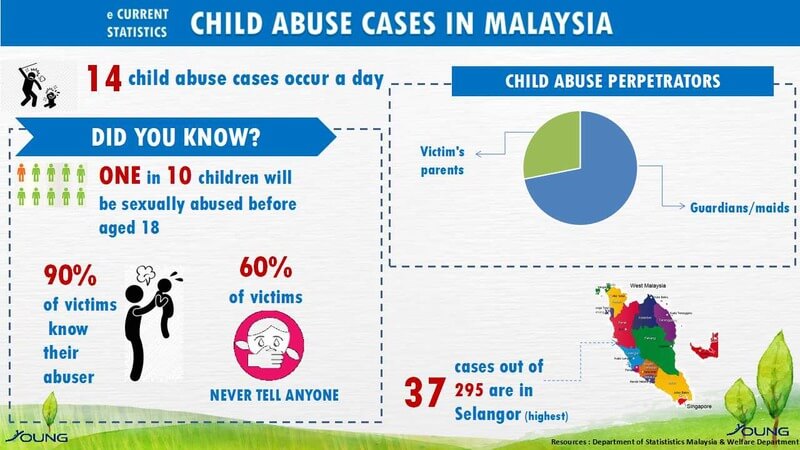 e CURRENT
STATISTICS
CHILD ABUSE CASES IN MALAYSIA
14 child abuse cases occur a day
DID YOU KNOW?
ONE in 10 children will
be sexually abused before
aged 18
90%
of victims
know
their
abuser
60%
of victims
NEVER TELL ANYONE
CHILD ABUSE PERPETRATORS
Victim's
parents
Guardians/maids
West Malaysia
Singapore
37 cases out of
295 are in
Selangor (highest)
YOUNG
YOUNG
Resources : Department of Statististics Malaysia & Welfare Department